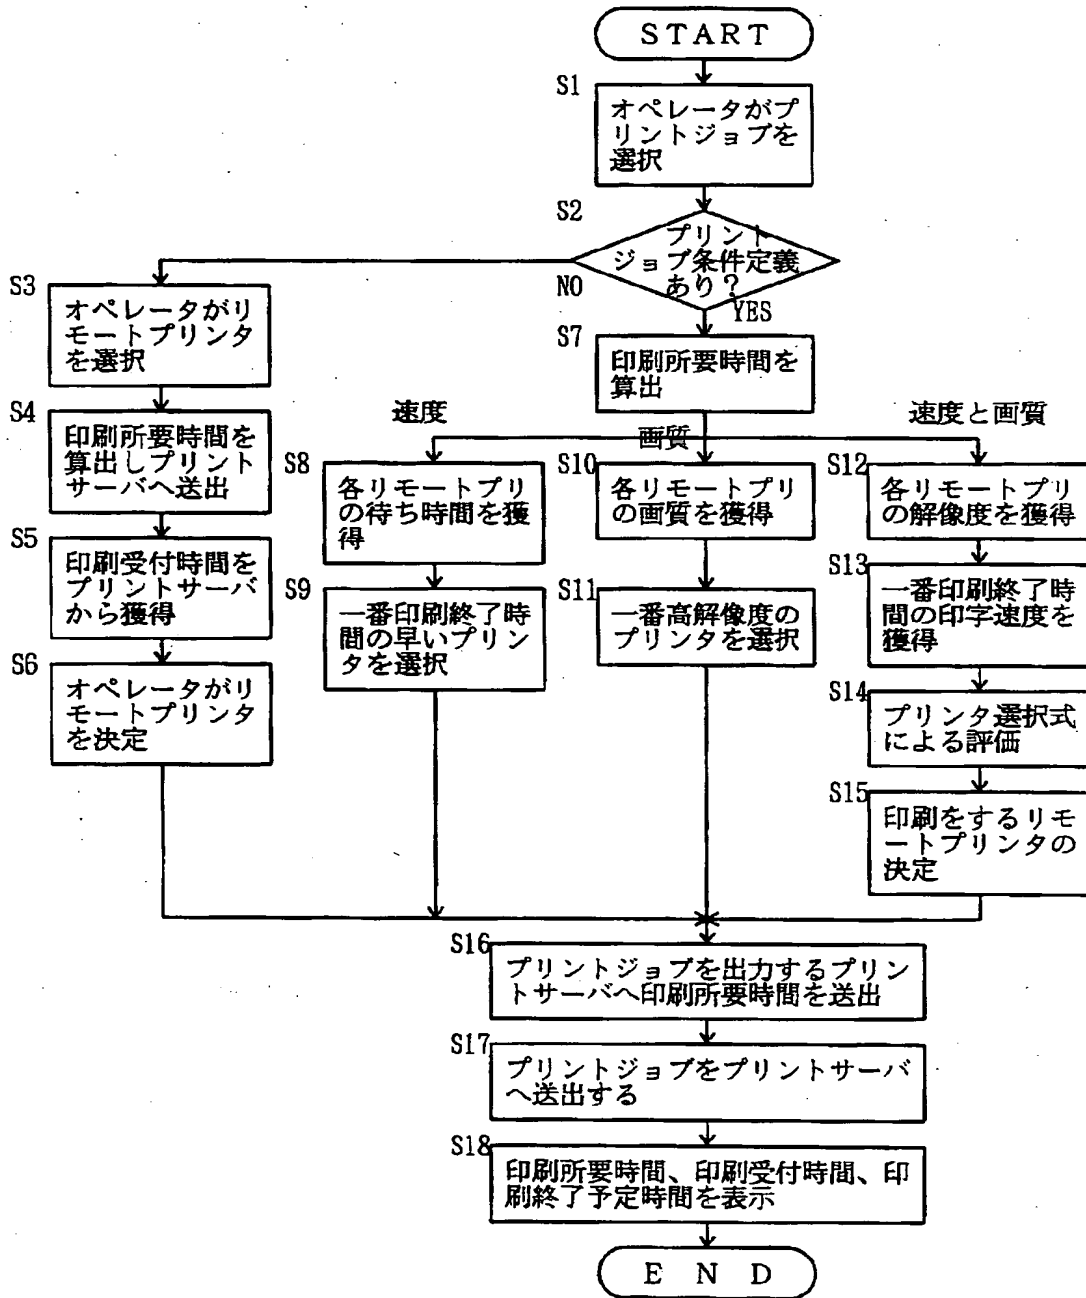 START
S1
オペレータがプ
リントジョブを
選択
S2
プリント
ジョブ条件定義
あり?
NO
YES
S3
オペレータがリ
モートプリンタ
を選択
S4
印刷所要時間を
算出しプリント
サーバへ送出
S5
印刷受付時間を
プリントサーバ
から獲得
S6
オペレータがリ
モートプリンタ
を決定
S7
印刷所要時間を
算出
速度
画質
速度と画質
S8
各リモートプリ
の待ち時間を獲
得
S9
一番印刷終了時
間の早いプリン
タを選択
S10
各リモートプリ
の画質を獲得
S11
一番高解像度の
プリンタを選択
S12
各リモートプリ
の解像度を獲得
S13
一番印刷終了時
間の印字速度を
獲得
S14
プリンタ選択式
による評価
S15
印刷をするリモ
ートプリンタの
決定
S16
プリントジョブを出力するプリン
トサーバへ印刷所要時間を送出
S17
プリントジョブをプリントサーバ
へ送出する
S18
印刷所要時間、印刷受付時間、印
刷終了予定時間を表示
END